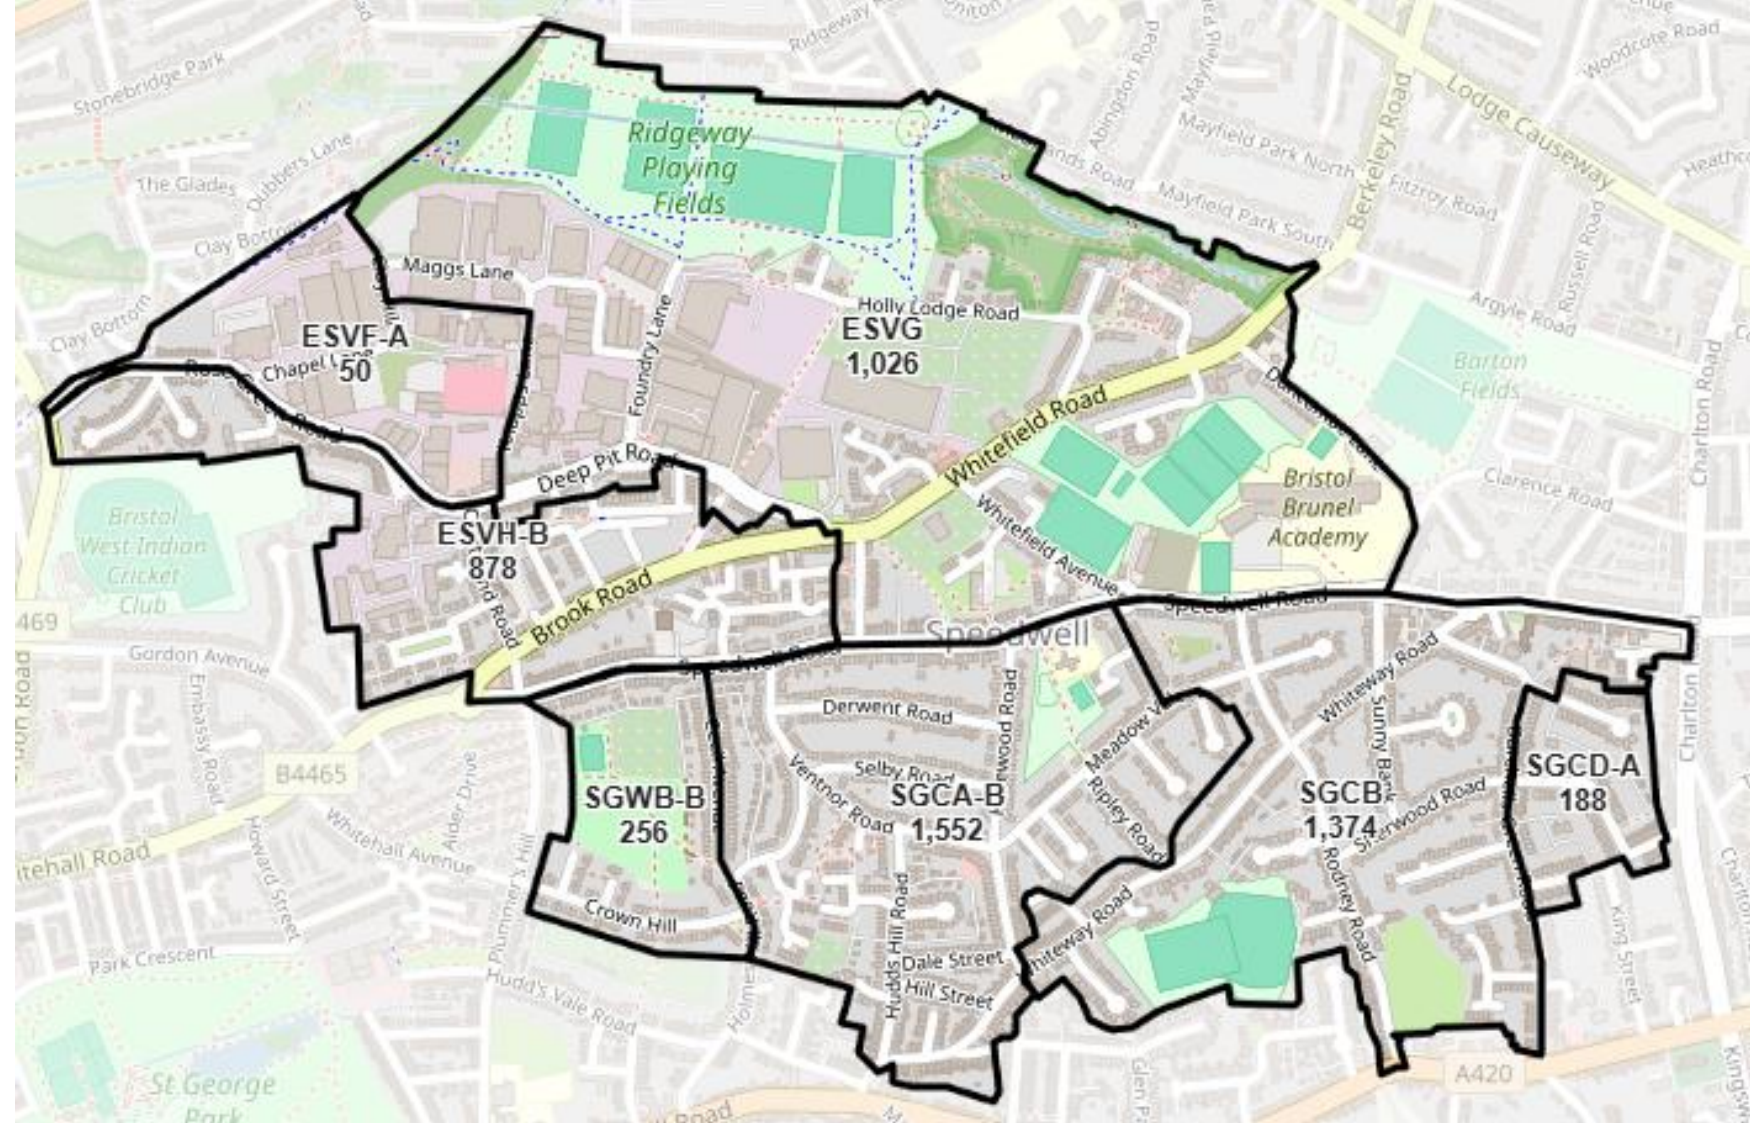 Stonebridge Park
Ridgeway
Woodcote Road
Abingdon Road
Lodge Causeway
Berkeley Road
Mayfield Park North
Fitzroy Road
Mayfield Park South
Russell Road
Argyle Road
Ridgeway
Playing
Fields
Dubbers Lane
The Glades
Clay Bottom
Clay Bottom
Maggs Lane
Foundry Lane
Holly Lodge Road
ESVG
1,026
ESVF-A
50
Chapel Lane
Deep Pit Road
Whitefield Road
Barton
Fields
Charlton Road
Clarence Road
Bristol
Brunel
Academy
Whitefield Avenue
Bristol
West Indian
Cricket
Club
ESVH-B
878
Brook Road
Speedwell Road
Speedwell Road
Speedwell
469
Gordon Avenue
Embassy Road
B4465
Alder Drive
Whitehall Avenue
itehall Road
Howard Street
Plummer's Hill
Park Crescent
Hudd's Vale Road
St George
Park
Derwent Road
Selby Road
Ventnor Road
Meadow V
Ripley Road
Whiteway Road
Sunny Bank
SGWB-B
256
SGCA-B
1,552
SGCB
1,374
SGCD-A
188
Rodney Road
Crown Hill
Hudds Hill Road
Dale Street
Hill Street
hiteway Road
King Street
Charlton
A420